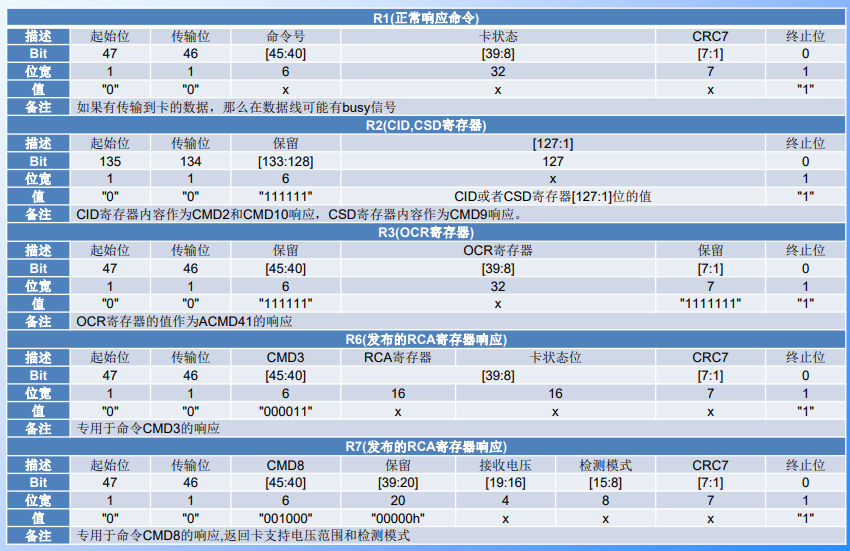 R1(正常响应命令)
描述 起始位 传输位 命令号 卡状态 CRC7 终止位
Bit 47 46 [45:40] [39:8] [7:1] 0
位宽 1 1 6 32 7 1
值 "0" "0" x x x "1"
备注 如果有传输到卡的数据，那么在数据线可能有busy信号
R2(CID,CSD寄存器)
描述 起始位 传输位 保留 [127:1] 终止位
Bit 135 134 [133:128] 127 0
位宽 1 1 6 x 1
值 "0" "0" "111111" CID或者CSD寄存器[127:1]位的值 "1"
备注 CID寄存器内容作为CMD2和CMD10响应，CSD寄存器内容作为CMD9响应。
R3(OCR寄存器)
描述 起始位 传输位 保留 OCR寄存器 保留 终止位
Bit 47 46 [45:40] [39:8] [7:1] 0
位宽 1 1 6 32 7 1
值 "0" "0" "111111" x "1111111" "1"
备注 OCR寄存器的值作为ACMD41的响应
R6(发布的RCA寄存器响应)
描述 起始位 传输位 CMD3 RCA寄存器 卡状态位 CRC7 终止位
Bit 47 46 [45:40] [39:8] [7:1] 0
位宽 1 1 6 16 16 7 1
值 "0" "0" "000011" x x x "1"
备注 专用于命令CMD3的响应
R7(发布的RCA寄存器响应)
描述 起始位 传输位 CMD8 保留 接收电压 检测模式 CRC7 终止位
Bit 47 46 [45:40] [39:20] [19:16] [15:8] [7:1] 0
位宽 1 1 6 20 4 8 7 1
值 "0" "0" "001000" "00000h" x x x "1"
备注 专用于命令CMD8的响应,返回卡支持电压范围和检测模式